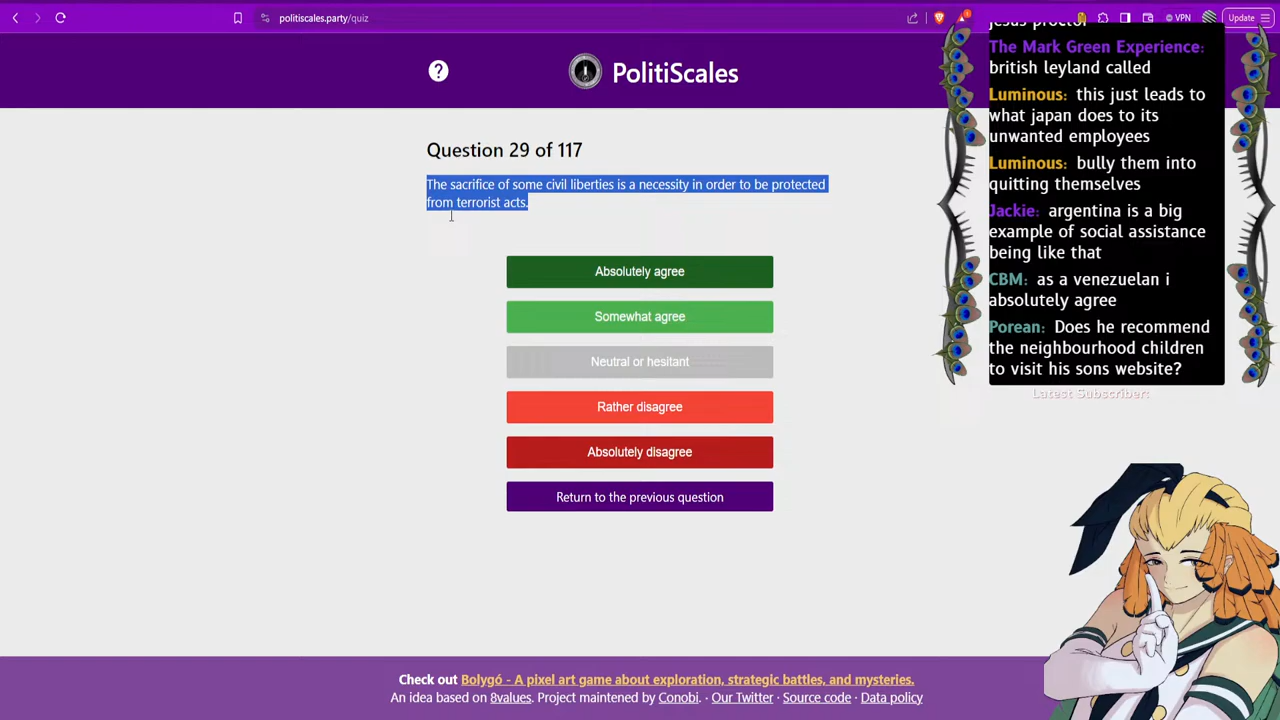 politiscales.party/quiz
VPN
Update
?
PolitiScales
Question 29 of 117
The sacrifice of some civil liberties is a necessity in order to be protected
from terrorist acts.
Absolutely agree
Somewhat agree
Neutral or hesitant
Rather disagree
Absolutely disagree
Return to the previous question
Check out Bolygó - A pixel art game about exploration, strategic battles, and mysteries.
An idea based on 8values. Project maintened by Conobi. · Our Twitter · Source code · Data policy
jesus proctor
The Mark Green Experience:
british leyland called
Luminous: this just leads to
what japan does to its
unwanted employees
Luminous: bully them into
quitting themselves
Jackie: argentina is a big
example of social assistance
being like that
CBM: as a venezuelan i
absolutely agree
Porean: Does he recommend
the neighbourhood children
to visit his sons website?
Latest Subscriber: